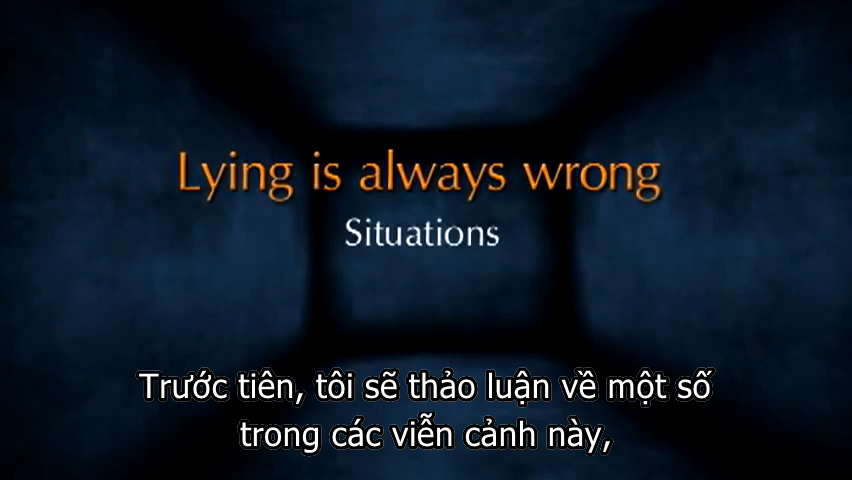 Lying is always wrong
Situations
Trước tiên, tôi sẽ thảo luận về một số
trong các viễn cảnh này,